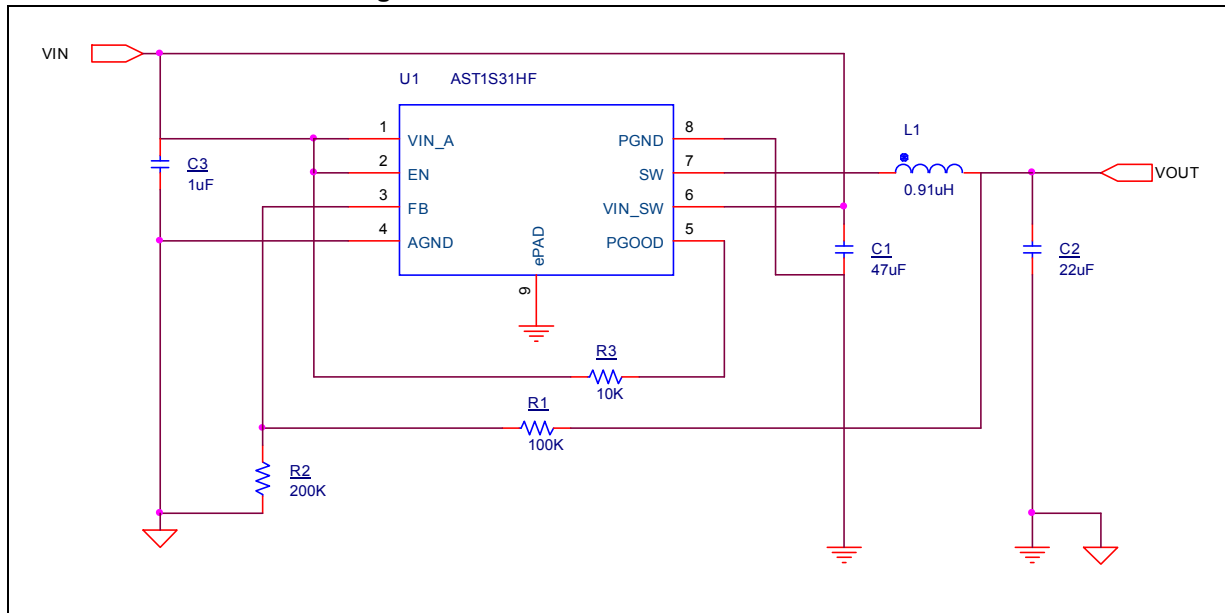 VIN
U1 AST1S31HF
1 VIN_A
2 EN
3 FB
4 AGND
8 PGND
7 SW
6 VIN_SW
5 PGOOD
ePAD
9
C3
1uF
L1
0.91uH
VOUT
C1
47uF
C2
22uF
R3
10K
R1
100K
R2
200K